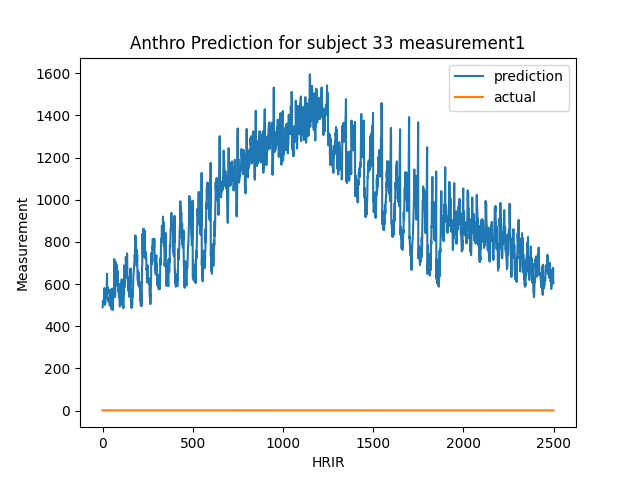 Anthro Prediction for subject 33 measurement1
prediction
actual
Measurement
1600
1400
1200
1000
800
600
400
200
0
0 500 1000 1500 2000 2500
HRIR